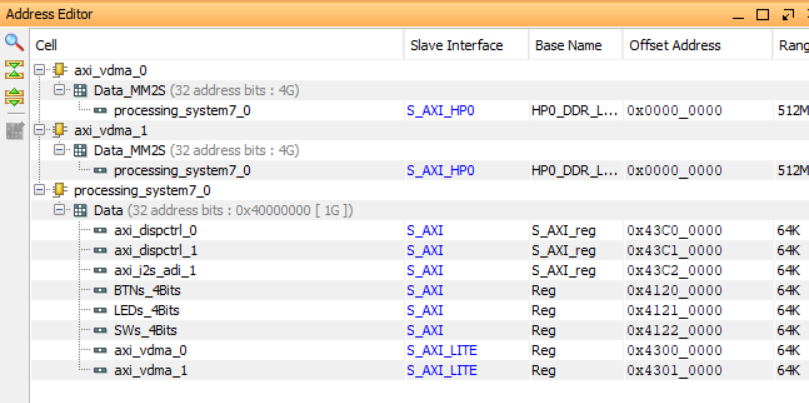 Address Editor
Cell Slave Interface Base Name Offset Address Rang
axi_vdma_0
Data_MM2S (32 address bits : 4G)
processing_system7_0 S_AXI_HP0 HP0_DDR_L... 0x0000_0000 512M
axi_vdma_1
Data_MM2S (32 address bits : 4G)
processing_system7_0 S_AXI_HP0 HP0_DDR_L... 0x0000_0000 512M
processing_system7_0
Data (32 address bits : 0x40000000 [ 1G ])
axi_dispctrl_0 S_AXI S_AXI_reg 0x43C0_0000 64K
axi_dispctrl_1 S_AXI S_AXI_reg 0x43C1_0000 64K
axi_i2s_adi_1 S_AXI S_AXI_reg 0x43C2_0000 64K
BTNs_4Bits S_AXI Reg 0x4120_0000 64K
LEDs_4Bits S_AXI Reg 0x4121_0000 64K
SWs_4Bits S_AXI Reg 0x4122_0000 64K
axi_vdma_0 S_AXI_LITE Reg 0x4300_0000 64K
axi_vdma_1 S_AXI_LITE Reg 0x4301_0000 64K